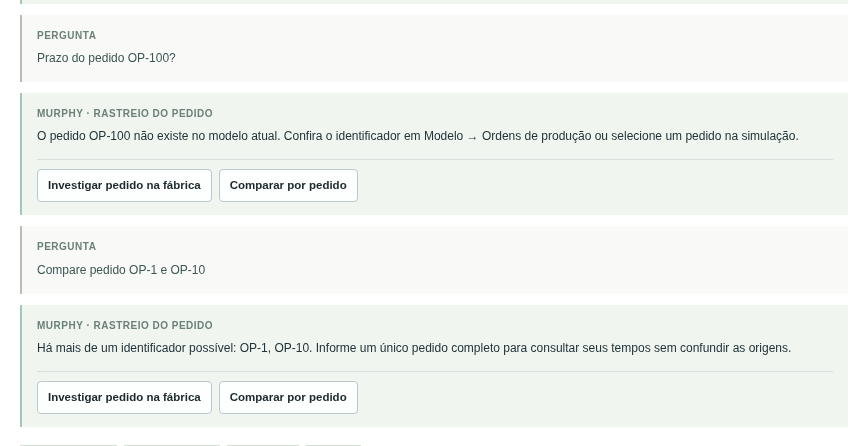 PERGUNTA
Prazo do pedido OP-100?
MURPHY · RASTREIO DO PEDIDO
O pedido OP-100 não existe no modelo atual. Confira o identificador em Modelo → Ordens de produção ou selecione um pedido na simulação.
Investigar pedido na fábrica Comparar por pedido
PERGUNTA
Compare pedido OP-1 e OP-10
MURPHY · RASTREIO DO PEDIDO
Há mais de um identificador possível: OP-1, OP-10. Informe um único pedido completo para consultar seus tempos sem confundir as origens.
Investigar pedido na fábrica Comparar por pedido